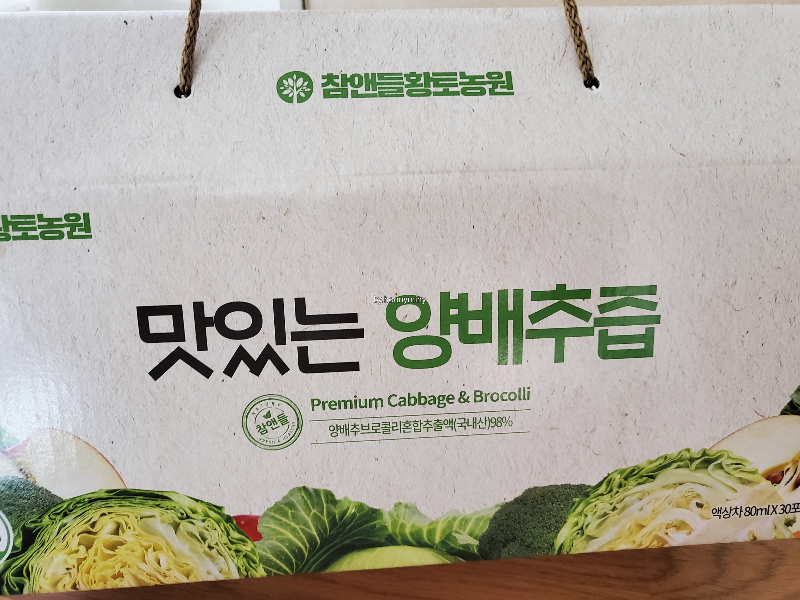 참앤들황토농원
황토농원
맛있는 양배추즙
NATURE
참앤들
Premium Cabbage & Brocolli
양배추브로콜리혼합추출액(국내산)98%
액상차 80ml X 30포